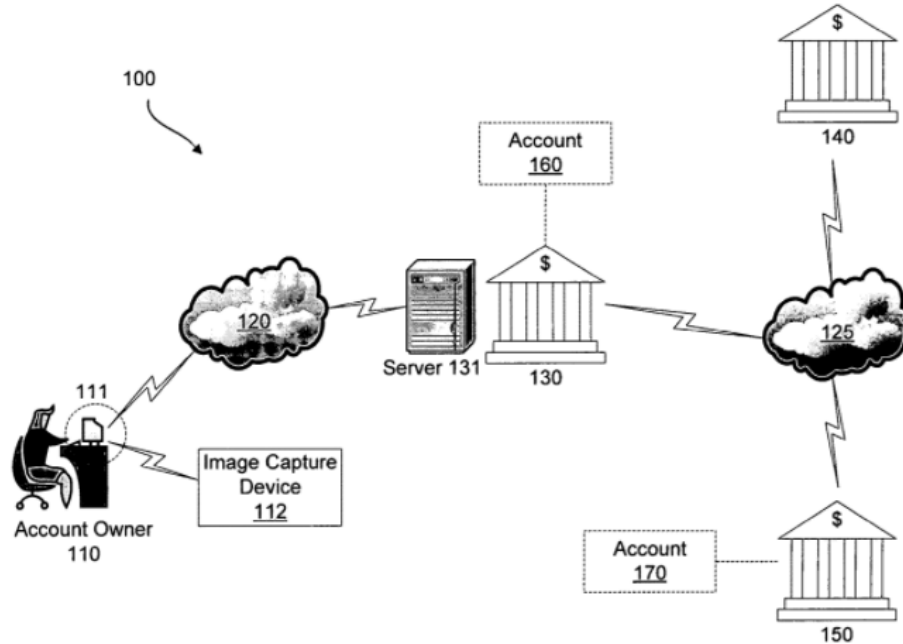 $
140
100
Account
160
$
120
125
Server 131
130
111
Image Capture
Device
112
Account Owner
110
$
Account
170
150